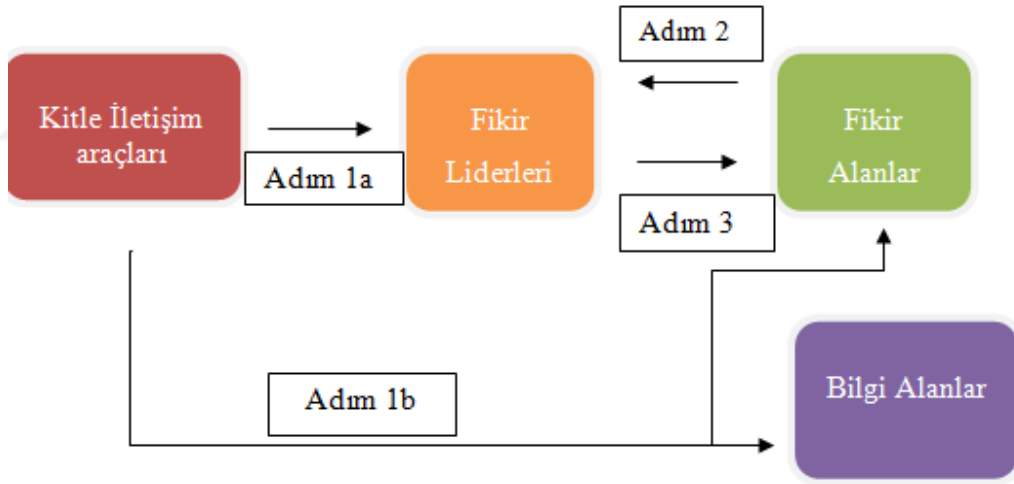 Adım 2
Kitle İletişim
araçları
Fikir
Liderleri
Fikir
Alanlar
Adım 1a
Adım 3
Bilgi Alanlar
Adım 1b